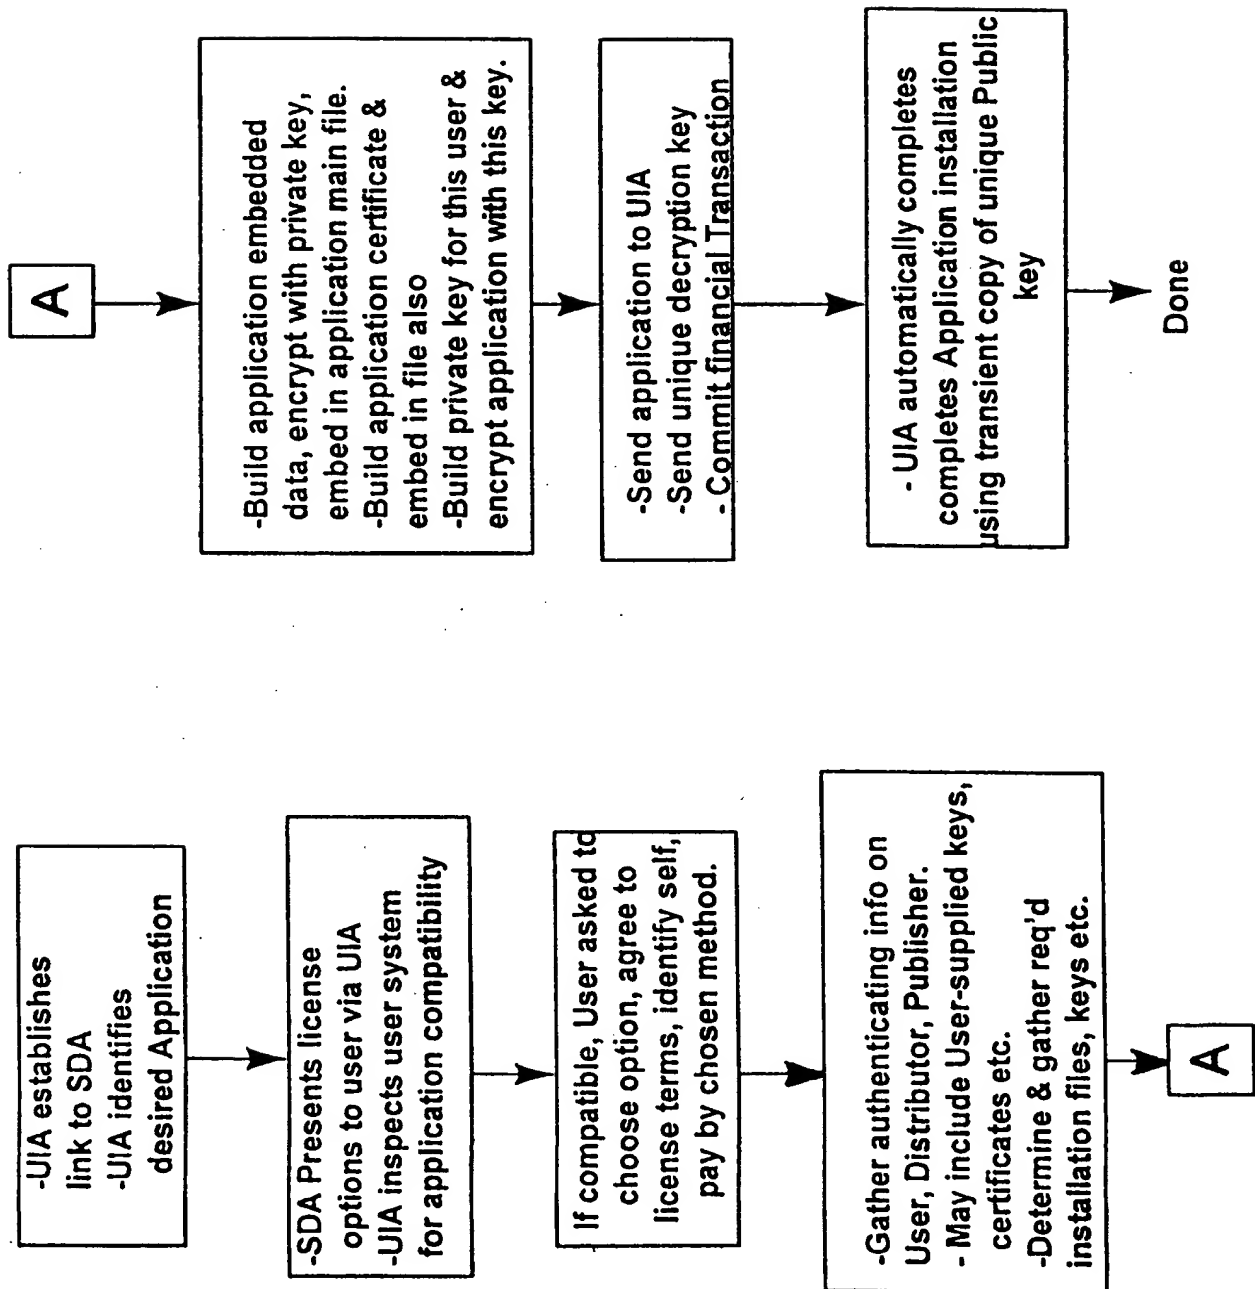 -UIA establishes
link to SDA
-UIA identifies
desired Application
-SDA Presents license
options to user via UIA
-UIA inspects user system
for application compatibility
If compatible, User asked to
choose option, agree to
license terms, identify self,
pay by chosen method.
-Gather authenticating info on
User, Distributor, Publisher.
- May include User-supplied keys,
certificates etc.
-Determine & gather req'd
installation files, keys etc.
A
A
-Build application embedded
data, encrypt with private key,
embed in application main file.
-Build application certificate &
embed in file also
-Build private key for this user &
encrypt application with this key.
-Send application to UIA
-Send unique decryption key
- Commit financial Transaction
- UIA automatically completes
completes Application installation
using transient copy of unique Public
key
Done